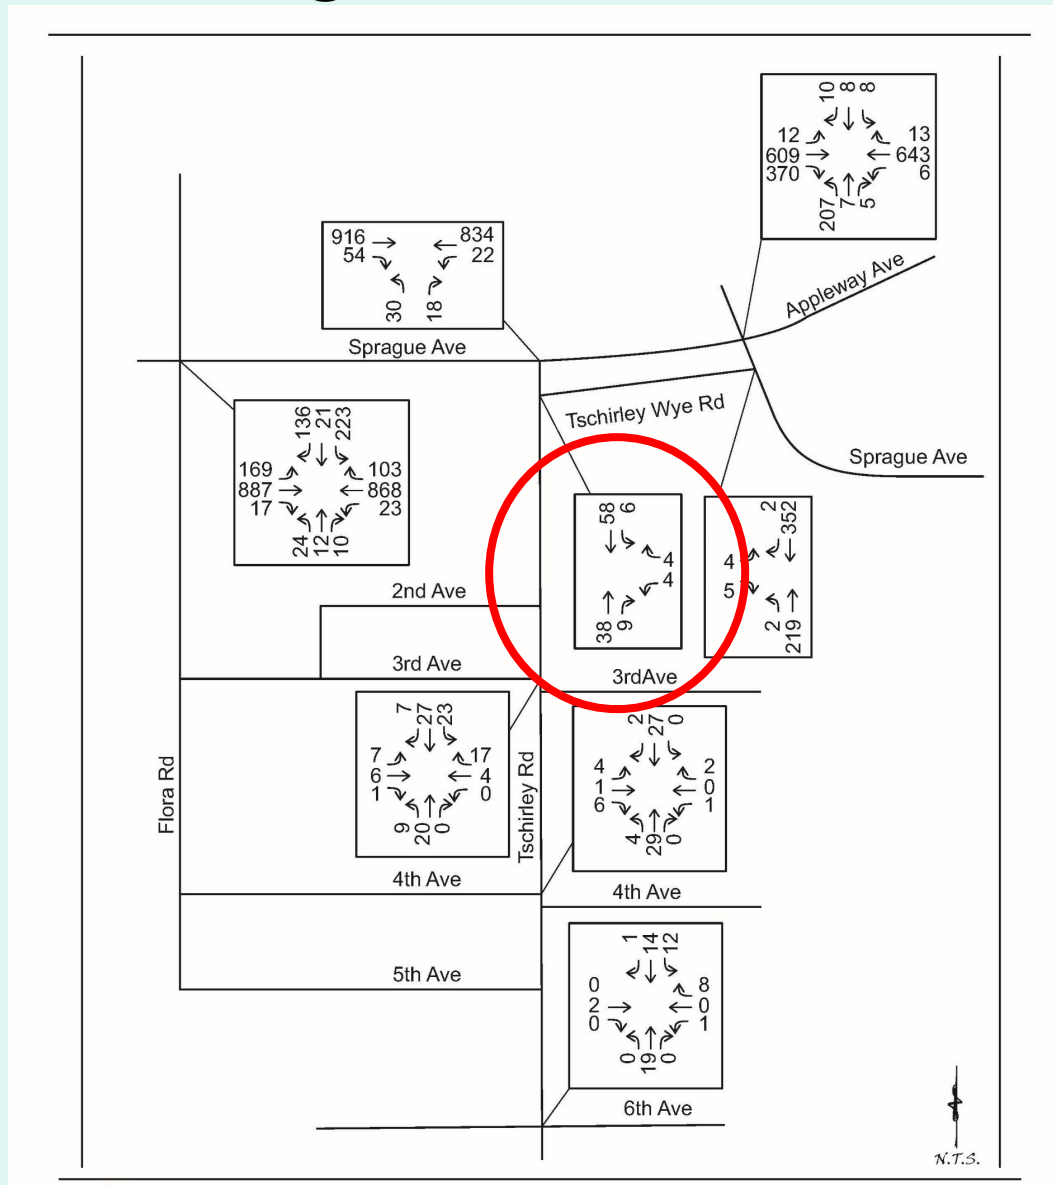 10 8 8
12 13
609 643
370 6
207 7 5
916 834
54 22
30 18
Appleway Ave
Sprague Ave
Tschirley Wye Rd
Sprague Ave
136 21 223
169 103
887 868
17 23
24 12 10
58 6
4
4
38 9
2 352
4
5
2 219
2nd Ave
3rd Ave
3rdAve
7 27 23
7 17
6 4
1 0
9 20 0
2 27 0
4 2
1 0
6 1
4 29 0
Flora Rd
Tschirley Rd
4th Ave
4th Ave
5th Ave
1 14 12
0 8
2 0
0 1
0 19 0
6th Ave
N.T.S.